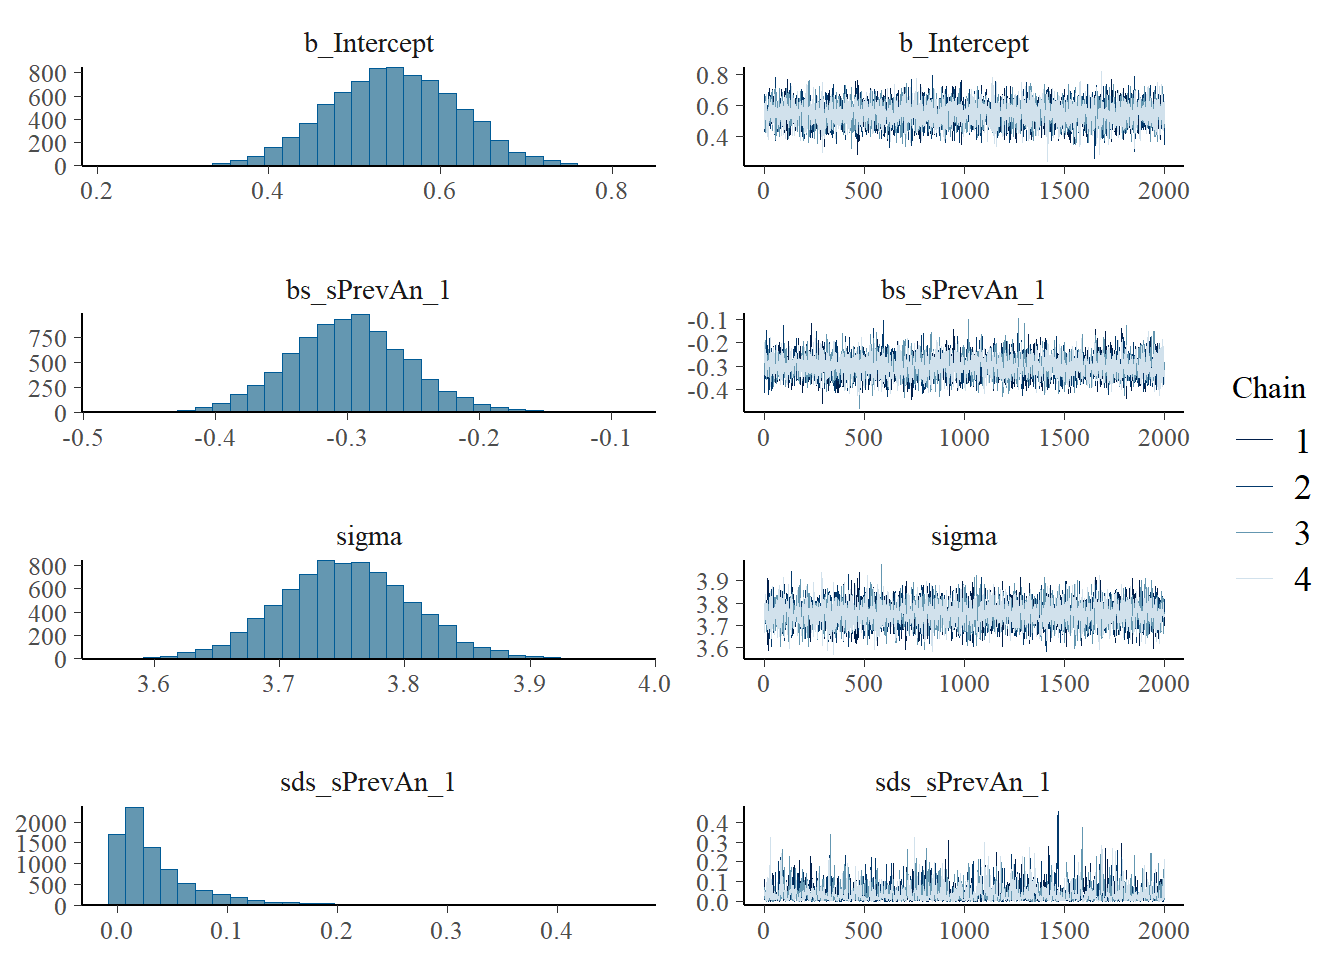 b_Intercept
800
600
400
200
0
0.2 0.4 0.6 0.8
b_Intercept
0.8
0.6
0.4
0 500 1000 1500 2000
bs_sPrevAn_1
750
500
250
0
-0.5 -0.4 -0.3 -0.2 -0.1
bs_sPrevAn_1
-0.1
-0.2
-0.3
-0.4
0 500 1000 1500 2000
sigma
800
600
400
200
0
3.6 3.7 3.8 3.9 4.0
sigma
3.9
3.8
3.7
3.6
0 500 1000 1500 2000
sds_sPrevAn_1
2000
1500
1000
500
0
0.0 0.1 0.2 0.3 0.4
sds_sPrevAn_1
0.4
0.3
0.2
0.1
0.0
0 500 1000 1500 2000
Chain
1
2
3
4